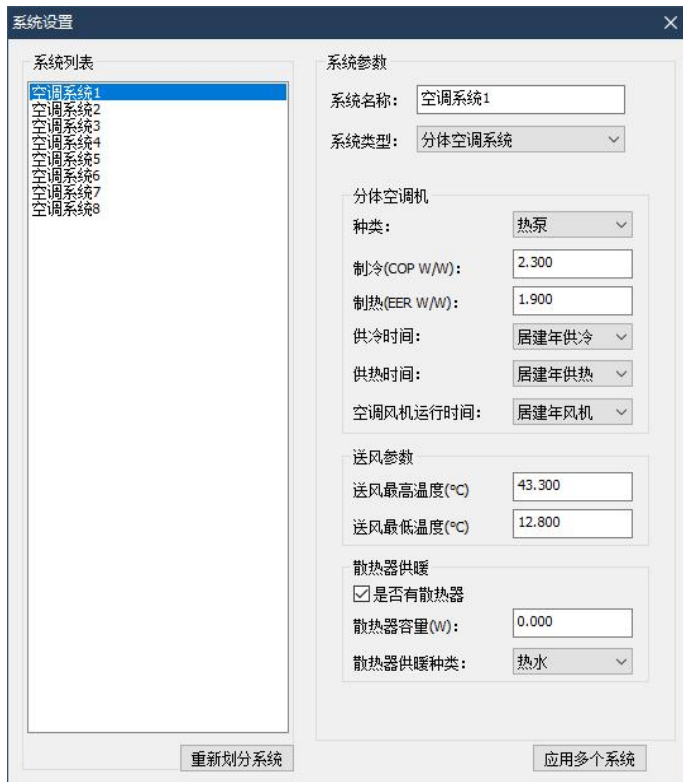 系统设置
系统列表
空调系统1
空调系统2
空调系统3
空调系统4
空调系统5
空调系统6
空调系统7
空调系统8
重新划分系统
系统参数
系统名称: 空调系统1
系统类型: 分体空调系统
分体空调机
种类: 热泵
制冷(COP W/W): 2.300
制热(EER W/W): 1.900
供冷时间: 居建年供冷
供热时间: 居建年供热
空调风机运行时间: 居建年风机
送风参数
送风最高温度(℃) 43.300
送风最低温度(℃) 12.800
散热器供暖
是否有散热器
散热器容量(W): 0.000
散热器供暖种类: 热水
应用多个系统